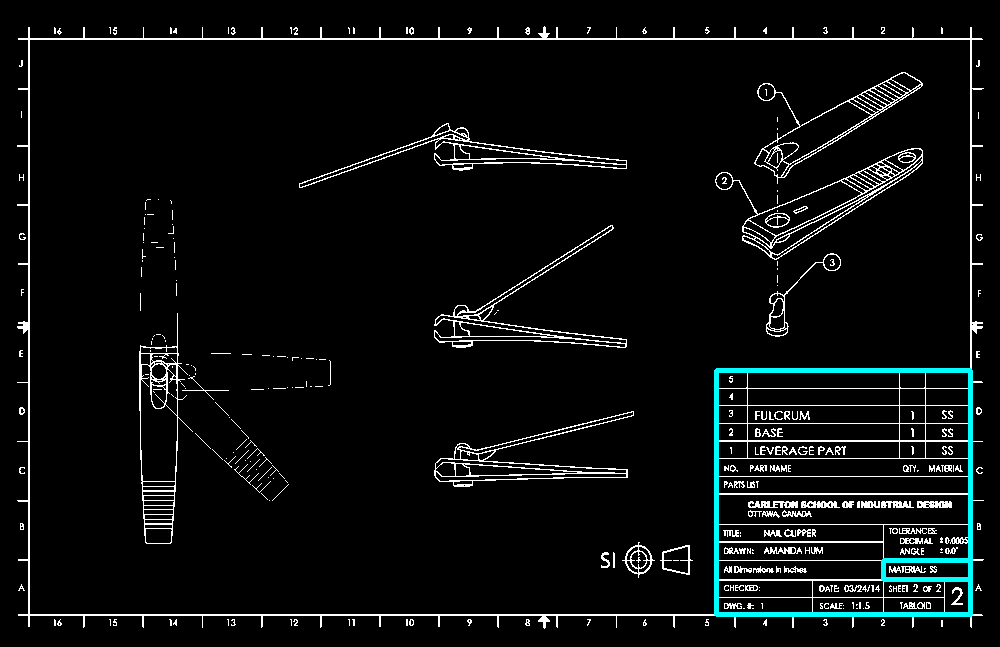 16 15 14 13 12 11 10 9 8 7 6 5 4 3 2 1
J J
I I
H H
G G
F F
E E
D D
C C
B B
A A
1
2
3
5
4
3 FULCRUM 1 SS
2 BASE 1 SS
1 LEVERAGE PART 1 SS
NO. PART NAME QTY. MATERIAL
PARTS LIST
CARLETON SCHOOL OF INDUSTRIAL DESIGN
OTTAWA, CANADA
TITLE: NAIL CLIPPER
TOLERANCES:
DECIMAL ±0.0005
ANGLE ±0.0°
DRAWN: AMANDA HUM
All Dimensions in Inches
MATERIAL: SS
CHECKED: DATE: 03/24/14 SHEET 2 OF 2
DWG. #: 1 SCALE: 1:1.5 TABLOID 2
SI
16 15 14 13 12 11 10 9 8 7 6 5 4 3 2 1